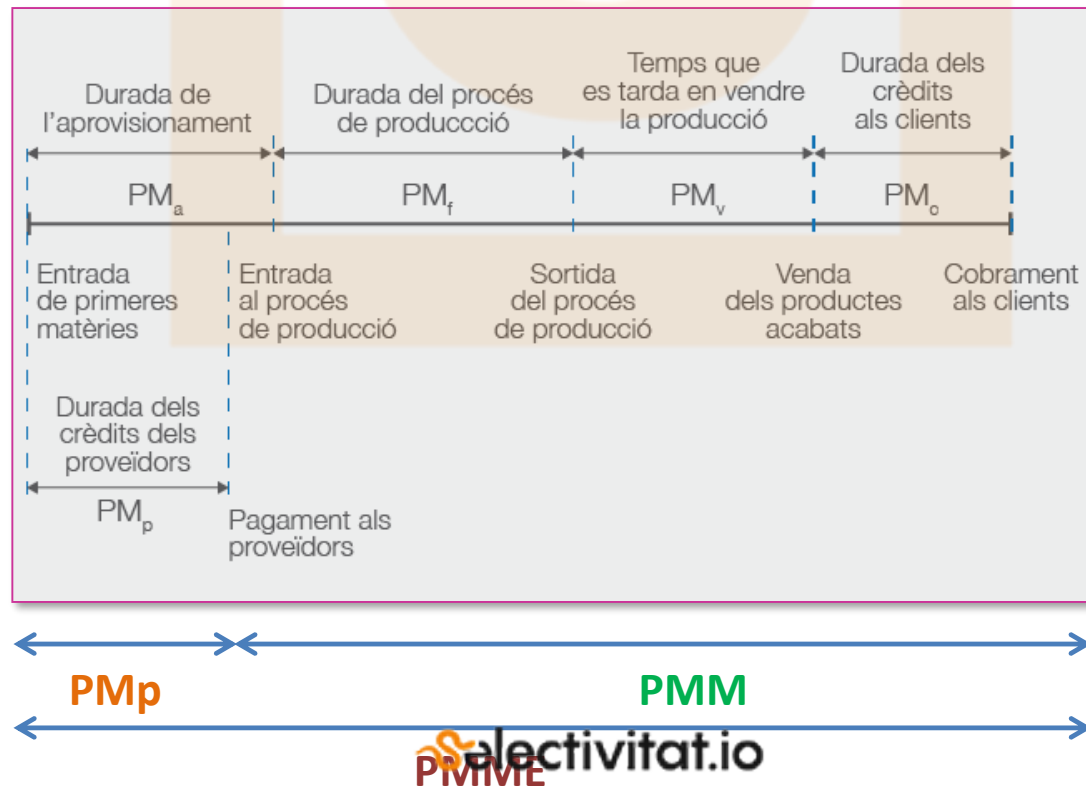 Durada de
l'aprovisionament
Durada del procés
de produccció
Temps que
es tarda en vendre
la producció
Durada dels
crèdits
als clients
PMa
PMf
PMv
PMc
Entrada
de primeres
matèries
Entrada
al procés
de producció
Sortida
del procés
de producció
Venda
dels productes
acabats
Cobrament
als clients
Durada dels
crèdits dels
proveïdors
PMp
Pagament als
proveïdors
PMp
PMM
PMME
Selectivitat.io